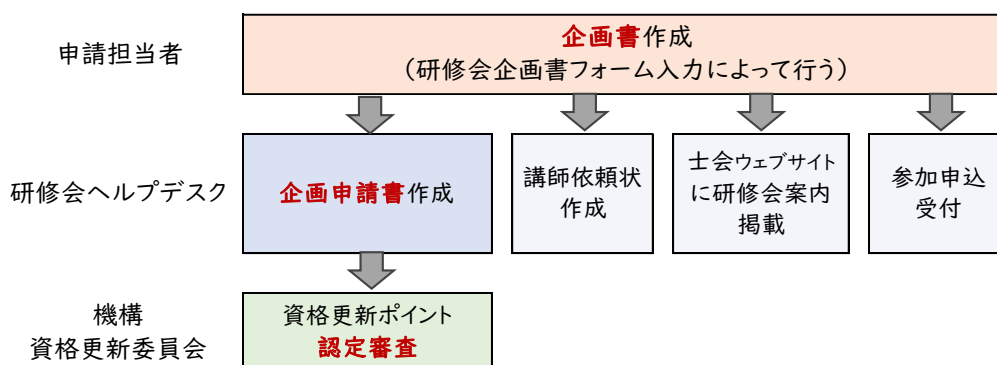 申請担当者
企画書作成
（研修会企画書フォーム入力によって行う）
研修会ヘルプデスク
企画申請書作成
講師依頼状
作成
士会ウェブサイト
に研修会案内
掲載
参加申込
受付
機構
資格更新委員会
資格更新ポイント
認定審査